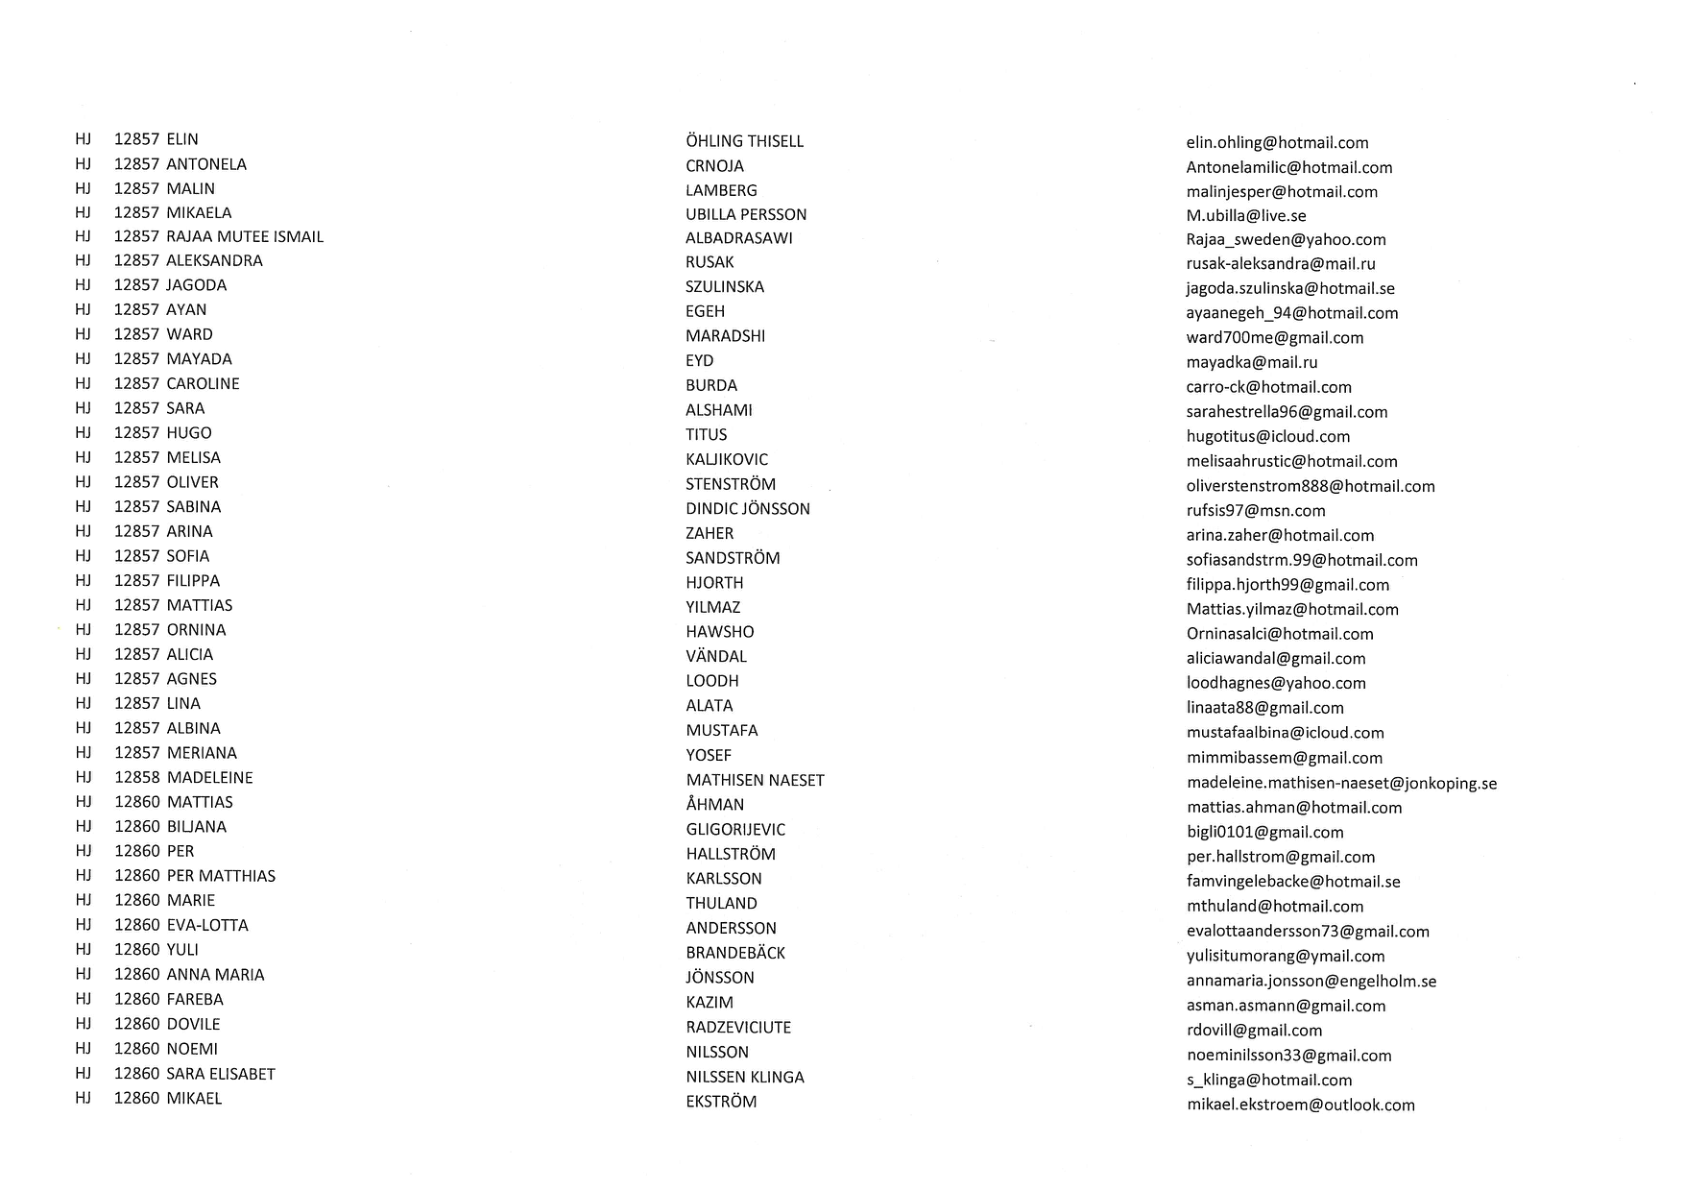 HJ 12857 ELIN ÖHLING THISELL elin.ohling@hotmail.com
HJ 12857 ANTONELA CRNOJA Antonelamilic@hotmail.com
HJ 12857 MALIN LAMBERG malinjesper@hotmail.com
HJ 12857 MIKAELA UBILLA PERSSON M.ubilla@live.se
HJ 12857 RAJAA MUTEE ISMAIL ALBADRASAWI Rajaa_sweden@yahoo.com
HJ 12857 ALEKSANDRA RUSAK rusak-aleksandra@mail.ru
HJ 12857 JAGODA SZULINSKA jagoda.szulinska@hotmail.se
HJ 12857 AYAN EGEH ayaanegeh_94@hotmail.com
HJ 12857 WARD MARADSHI ward700me@gmail.com
HJ 12857 MAYADA EYD mayadka@mail.ru
HJ 12857 CAROLINE BURDA carro-ck@hotmail.com
HJ 12857 SARA ALSHAMI sarahestrella96@gmail.com
HJ 12857 HUGO TITUS hugotitus@icloud.com
HJ 12857 MELISA KALJIKOVIC melisaahrustic@hotmail.com
HJ 12857 OLIVER STENSTRÖM oliverstenstrom888@hotmail.com
HJ 12857 SABINA DINDIC JÖNSSON rufsis97@msn.com
HJ 12857 ARINA ZAHER arina.zaher@hotmail.com
HJ 12857 SOFIA SANDSTRÖM sofiasandstrm.99@hotmail.com
HJ 12857 FILIPPA HJORTH filippa.hjorth99@gmail.com
HJ 12857 MATTIAS YILMAZ Mattias.yilmaz@hotmail.com
HJ 12857 ORNINA HAWSHO Orninasalci@hotmail.com
HJ 12857 ALICIA VÄNDAL aliciawandal@gmail.com
HJ 12857 AGNES LOODH loodhagnes@yahoo.com
HJ 12857 LINA ALATA linaata88@gmail.com
HJ 12857 ALBINA MUSTAFA mustafaalbina@icloud.com
HJ 12857 MERIANA YOSEF mimmibassem@gmail.com
HJ 12858 MADELEINE MATHISEN NAESET madeleine.mathisen-naeset@jonkoping.se
HJ 12860 MATTIAS ÅHMAN mattias.ahman@hotmail.com
HJ 12860 BILJANA GLIGORIJEVIC bigli0101@gmail.com
HJ 12860 PER HALLSTRÖM per.hallstrom@gmail.com
HJ 12860 PER MATTHIAS KARLSSON famvingelebacke@hotmail.se
HJ 12860 MARIE THULAND mthuland@hotmail.com
HJ 12860 EVA-LOTTA ANDERSSON evalottaandersson73@gmail.com
HJ 12860 YULI BRANDEBÄCK yulisitumorang@ymail.com
HJ 12860 ANNA MARIA JÖNSSON annamaria.jonsson@engelholm.se
HJ 12860 FAREBA KAZIM asman.asmann@gmail.com
HJ 12860 DOVILE RADZEVICIUTE rdovill@gmail.com
HJ 12860 NOEMI NILSSON noeminilsson33@gmail.com
HJ 12860 SARA ELISABET NILSSEN KLINGA s_klinga@hotmail.com
HJ 12860 MIKAEL EKSTRÖM mikael.ekstroem@outlook.com